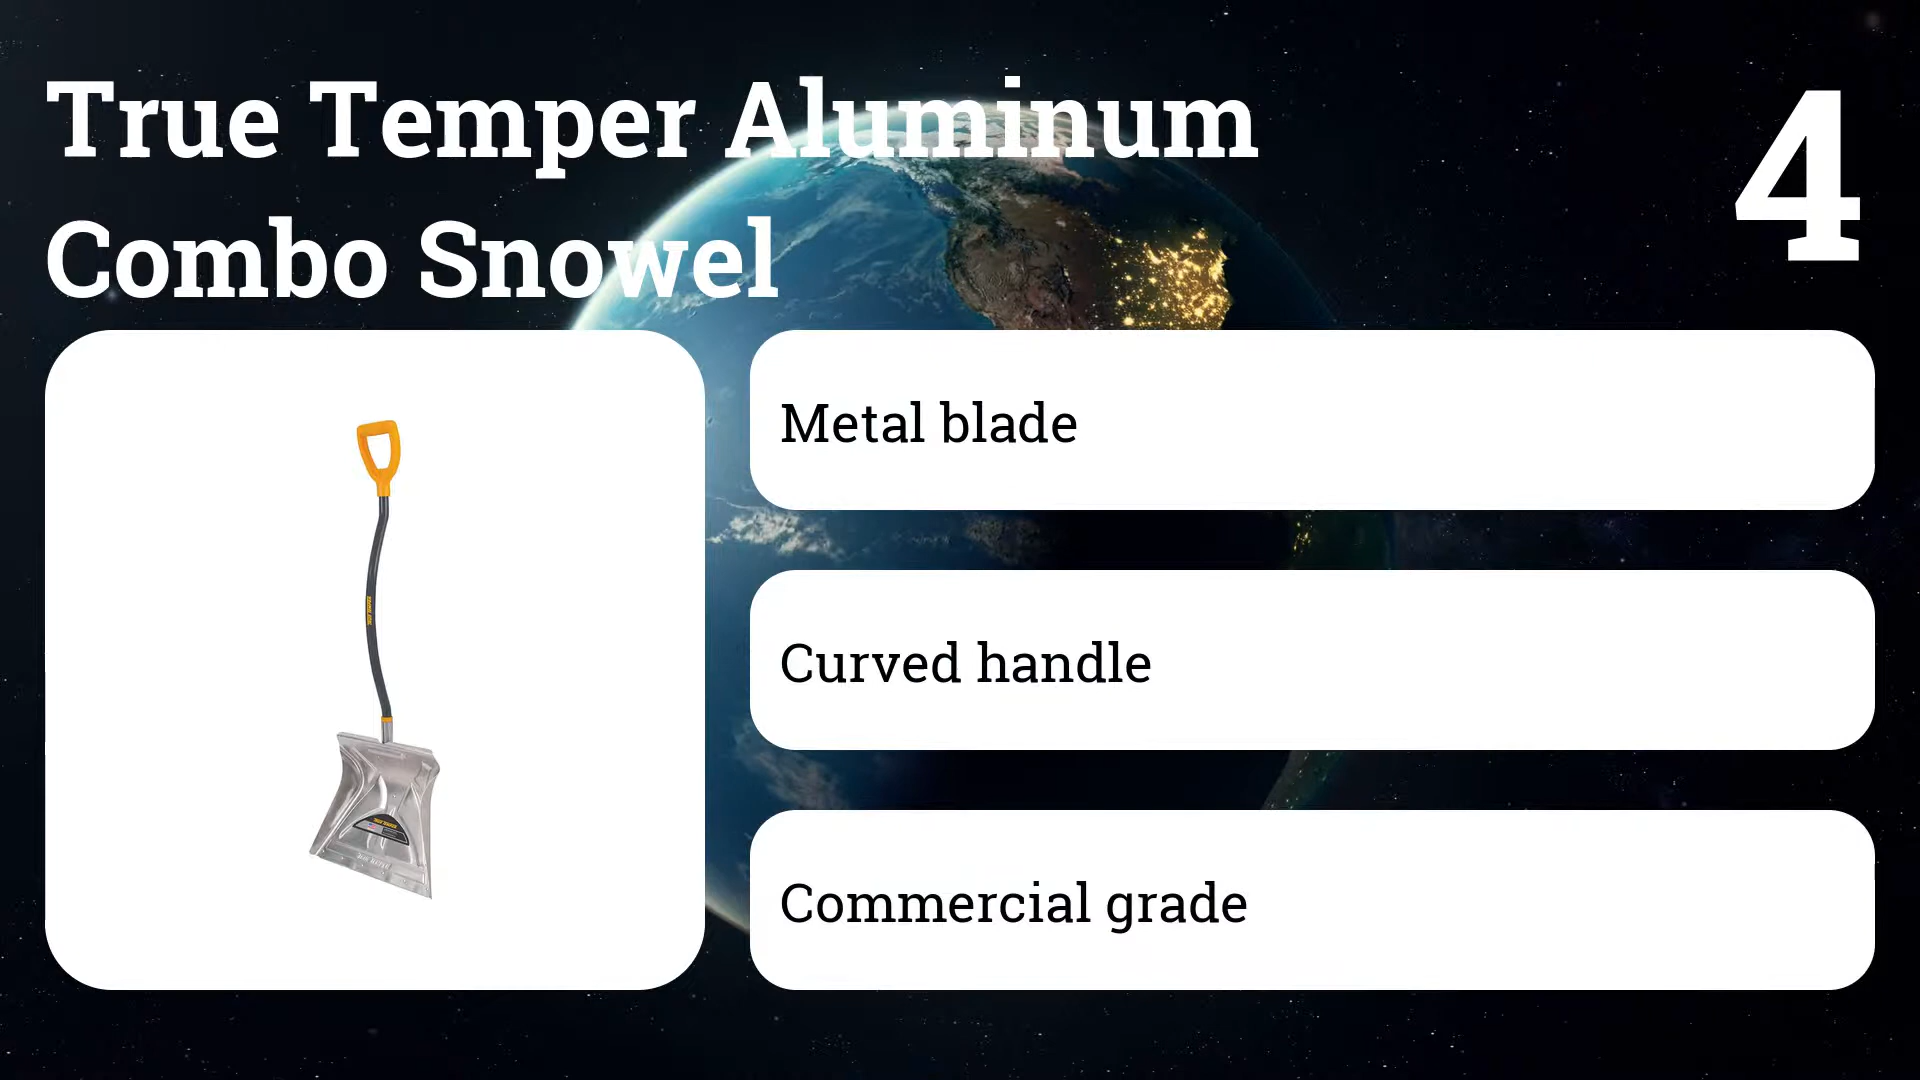 True Temper Aluminum
Combo Snowel
4
Metal blade
Curved handle
Commercial grade